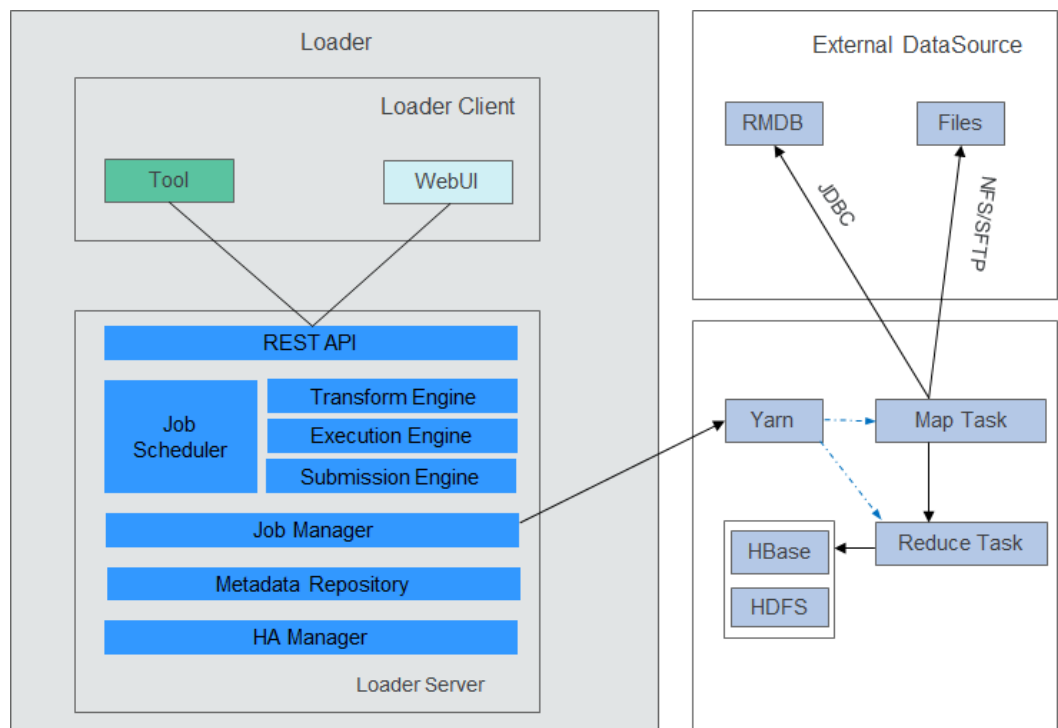 Loader
Loader Client
Tool
WebUI
REST API
Job
Scheduler
Transform Engine
Execution Engine
Submission Engine
Job Manager
Metadata Repository
HA Manager
Loader Server
External DataSource
RMDB
Files
JDBC
NFS/SFTP
Yarn
Map Task
Reduce Task
HBase
HDFS